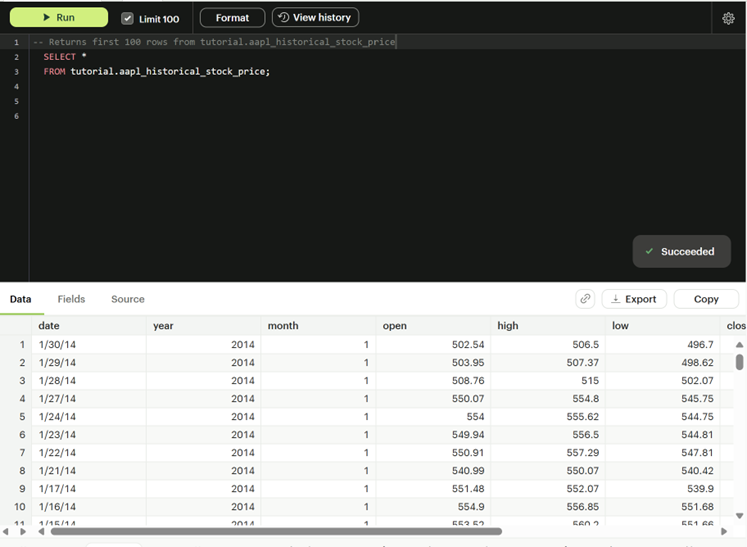 Run Limit 100 Format View history
1 -- Returns first 100 rows from tutorial.aapl_historical_stock_price
2 SELECT *
3 FROM tutorial.aapl_historical_stock_price;
4
5
6
Succeeded
Data Fields Source Export Copy
date year month open high low clos
1 1/30/14 2014 1 502.54 506.5 496.7
2 1/29/14 2014 1 503.95 507.37 498.62
3 1/28/14 2014 1 508.76 515 502.07
4 1/27/14 2014 1 550.07 554.8 545.75
5 1/24/14 2014 1 554 555.62 544.75
6 1/23/14 2014 1 549.94 556.5 544.81
7 1/22/14 2014 1 550.91 557.29 547.81
8 1/21/14 2014 1 540.99 550.07 540.42
9 1/17/14 2014 1 551.48 552.07 539.9
10 1/16/14 2014 1 554.9 556.85 551.68
11 1/15/14 2014 1 553.52 560.2 551.66